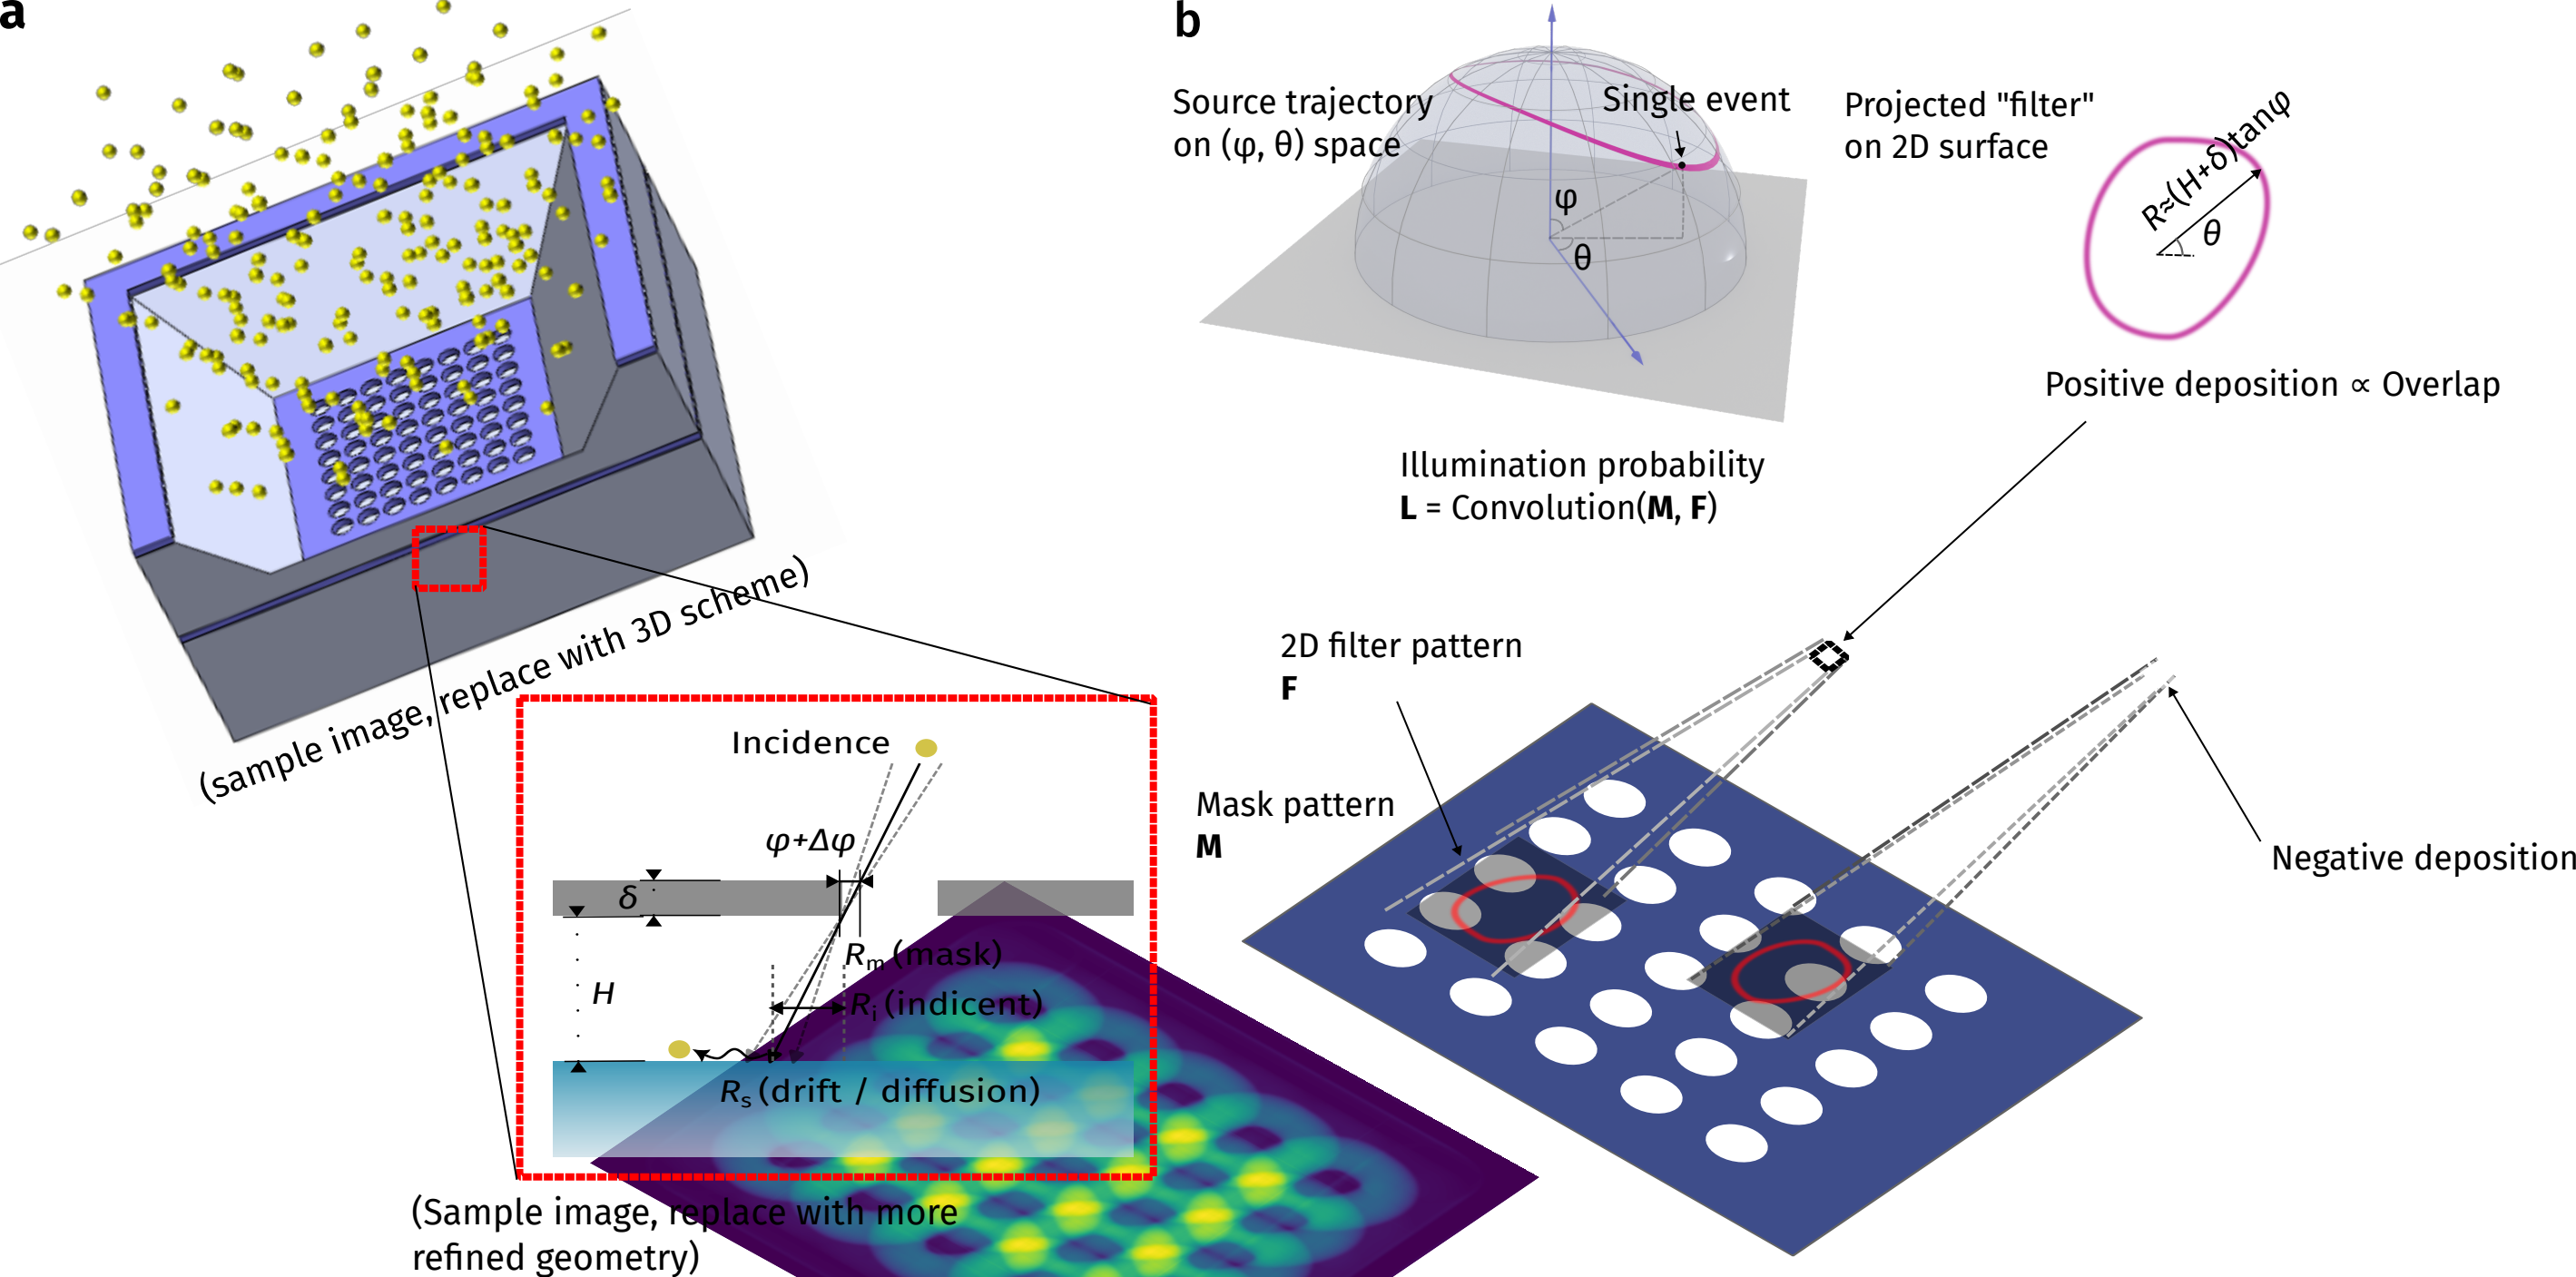 a
(sample image, replace with 3D scheme)
Incidence
φ+Δφ
δ
Rm (mask)
H
Ri (indicent)
Rs (drift / diffusion)
(Sample image, replace with more
refined geometry)
b
Source trajectory
on (φ, θ) space
Single event
φ
θ
Projected "filter"
on 2D surface
R≈(H+δ)tanφ
θ
Positive deposition ∝ Overlap
Illumination probability
L = Convolution(M, F)
2D filter pattern
F
Mask pattern
M
Negative deposition